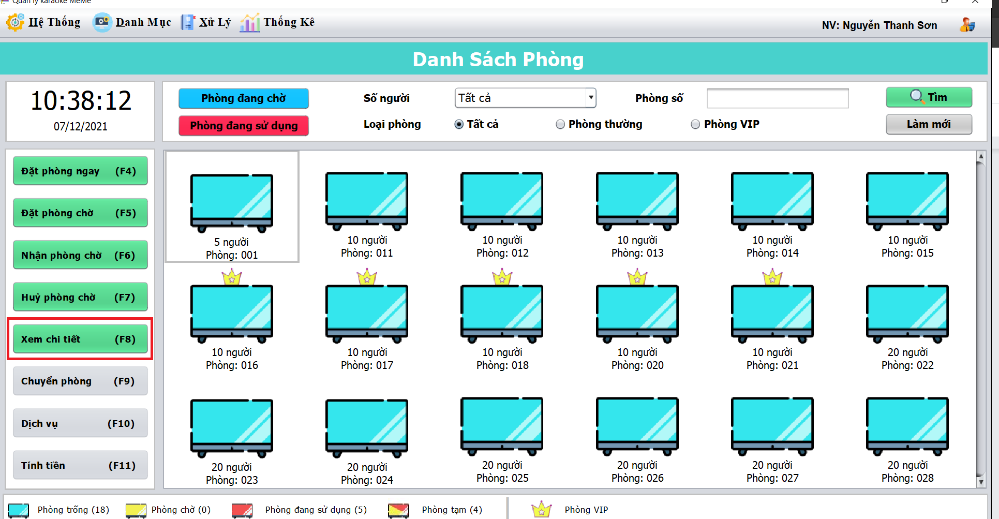 Quản lý karaoke MeMe
Hệ Thống Danh Mục Xử Lý Thống Kê
NV: Nguyễn Thanh Sơn
Danh Sách Phòng
10:38:12
07/12/2021
Phòng đang chờ Số người Tất cả Phòng số Tìm
Phòng đang sử dụng Loại phòng Tất cả Phòng thường Phòng VIP Làm mới
Đặt phòng ngay (F4)
Đặt phòng chờ (F5)
Nhận phòng chờ (F6)
Huỷ phòng chờ (F7)
Xem chi tiết (F8)
Chuyển phòng (F9)
Dịch vụ (F10)
Tính tiền (F11)
5 người 10 người 10 người 10 người 10 người 10 người
Phòng: 001 Phòng: 011 Phòng: 012 Phòng: 013 Phòng: 014 Phòng: 015
10 người 10 người 10 người 10 người 10 người 20 người
Phòng: 016 Phòng: 017 Phòng: 018 Phòng: 020 Phòng: 021 Phòng: 022
20 người 20 người 20 người 20 người 20 người 20 người
Phòng: 023 Phòng: 024 Phòng: 025 Phòng: 026 Phòng: 027 Phòng: 028
Phòng trống (18) Phòng chờ (0) Phòng đang sử dụng (5) Phòng tạm (4) Phòng VIP